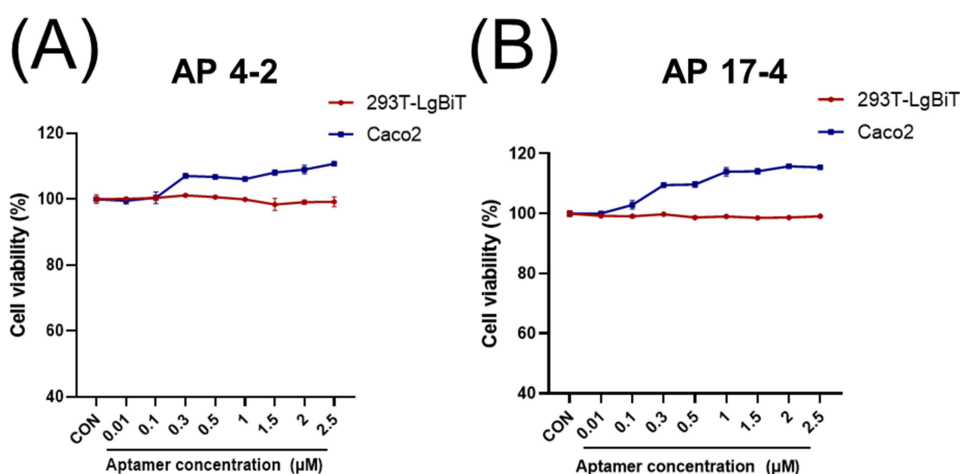 (A)
AP 4-2
293T-LgBiT
Caco2
Cell viability (%)
120
100
80
60
40
CON
0.01
0.1
0.3
0.5
1
1.5
2
2.5
Aptamer concentration (μM)
(B)
AP 17-4
293T-LgBiT
Caco2
Cell viability (%)
120
100
80
60
40
CON
0.01
0.1
0.3
0.5
1
1.5
2
2.5
Aptamer concentration (μM)